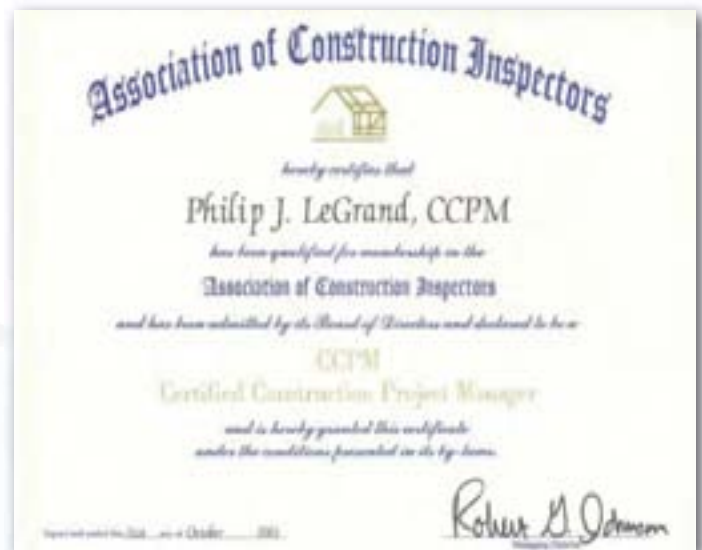 Association of Construction Inspectors
hereby certifies that
Philip J. LeGrand, CCPM
has been qualified for membership in the
Association of Construction Inspectors
and has been admitted by its Board of Directors and declared to be a
CCPM
Certified Construction Project Manager
and is hereby granted this certificate
under the conditions presented in its by-laws.
October
Robert G. Johnson